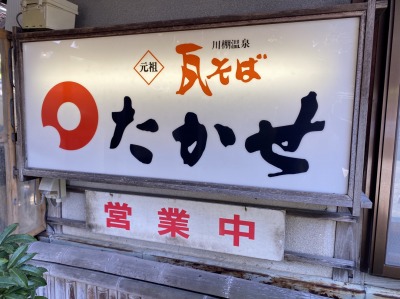 川棚温泉
元祖
瓦そば
たかせ
営業中